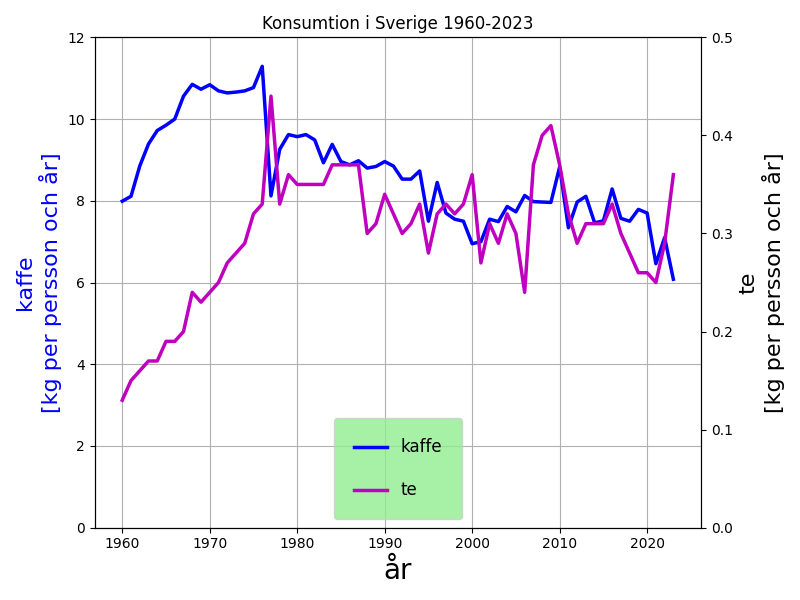 Konsumtion i Sverige 1960-2023
12
10
8
6
4
2
0
kaffe
[kg per persson och år]
0.5
0.4
0.3
0.2
0.1
0.0
te
[kg per persson och år]
kaffe
te
1960 1970 1980 1990 2000 2010 2020
år